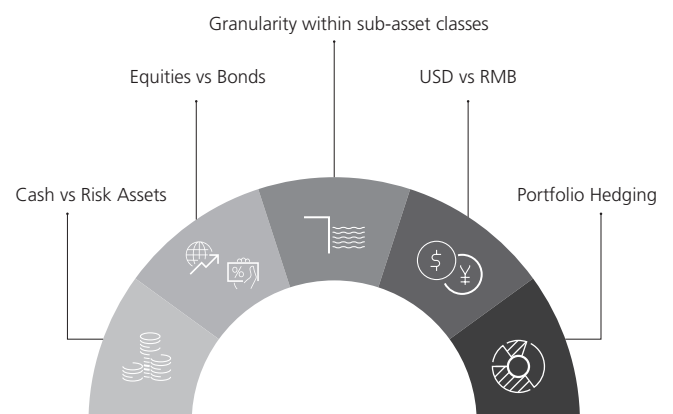 Granularity within sub-asset classes
Equities vs Bonds
USD vs RMB
Cash vs Risk Assets
Portfolio Hedging
%
$
¥